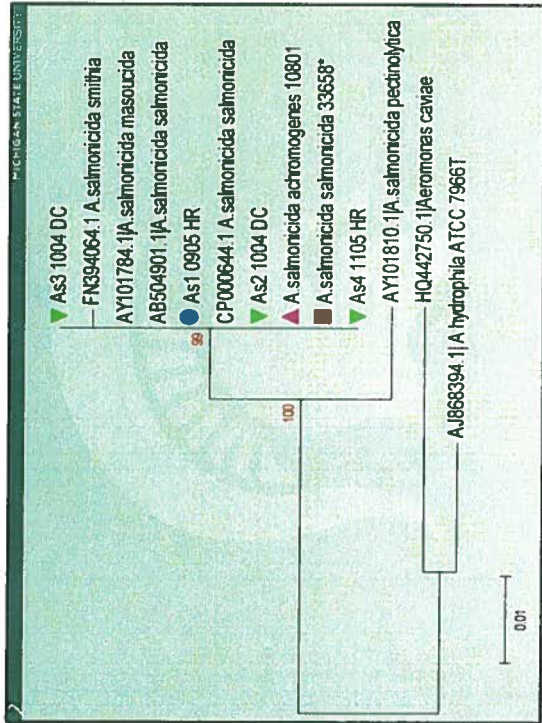 MICHIGAN STATE UNIVERSITY
2
As3 1004 DC
FN394064.1 A.salmonicida smithia
AY101784.1|A.salmonicida masoucida
AB504901.1|A.salmonicida salmonicida
As1 0905 HR
CP000644.1 A.salmonicida salmonicida
As2 1004 DC
A.salmonicida achromogenes 10801
A.salmonicida salmonicida 33658*
As4 1105 HR
AY101810.1|A.salmonicida pectinolytica
HQ442750.1|Aeromonas caviae
AJ868394.1| A hydrophila ATCC 7966T
99
100
0.01